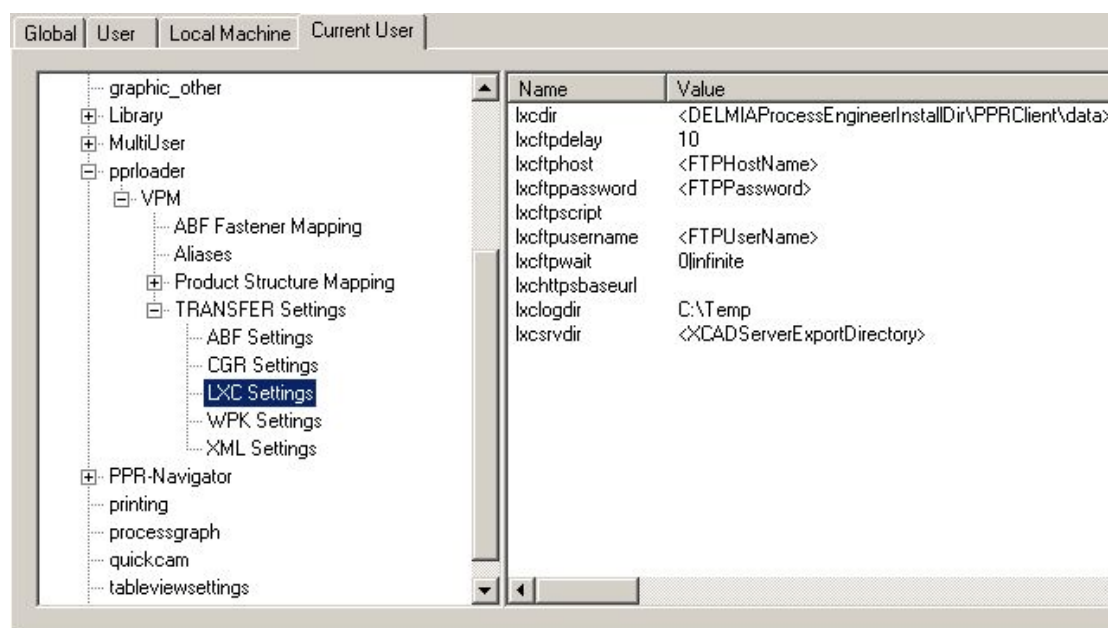 Global User Local Machine Current User
graphic_other
Library
MultiUser
pprloader
VPM
ABF Fastener Mapping
Aliases
Product Structure Mapping
TRANSFER Settings
ABF Settings
CGR Settings
LXC Settings
WPK Settings
XML Settings
PPR-Navigator
printing
processgraph
quickcam
tableviewsettings
Name Value
lxcdir <DELMIAProcessEngineerInstallDir\PPRClient\data>
lxcftpdelay 10
lxcftphost <FTPHostName>
lxcftppassword <FTPPassword>
lxcftpscript
lxcftpusername <FTPUserName>
lxcftpwait 0|infinite
lxchttpsbaseurl
lxclogdir C:\Temp
lxcsrvdir <XCADServerExportDirectory>